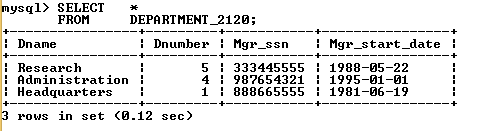 mysql> SELECT   *
       FROM     DEPARTMENT_2120;
+----------------+---------+-----------+----------------+
| Dname          | Dnumber | Mgr_ssn   | Mgr_start_date |
+----------------+---------+-----------+----------------+
| Research       |       5 | 333445555 | 1988-05-22     |
| Administration |       4 | 987654321 | 1995-01-01     |
| Headquarters   |       1 | 888665555 | 1981-06-19     |
+----------------+---------+-----------+----------------+
3 rows in set (0.12 sec)